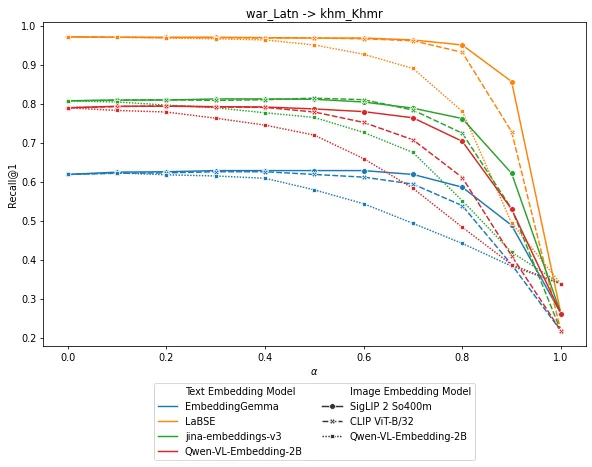 war_Latn -> khm_Khmr
1.0
0.9
0.8
0.7
0.6
0.5
0.4
0.3
0.2
Recall@1
0.0 0.2 0.4 0.6 0.8 1.0
α
Text Embedding Model Image Embedding Model
EmbeddingGemma SigLIP 2 So400m
LaBSE CLIP ViT-B/32
jina-embeddings-v3 Qwen-VL-Embedding-2B
Qwen-VL-Embedding-2B